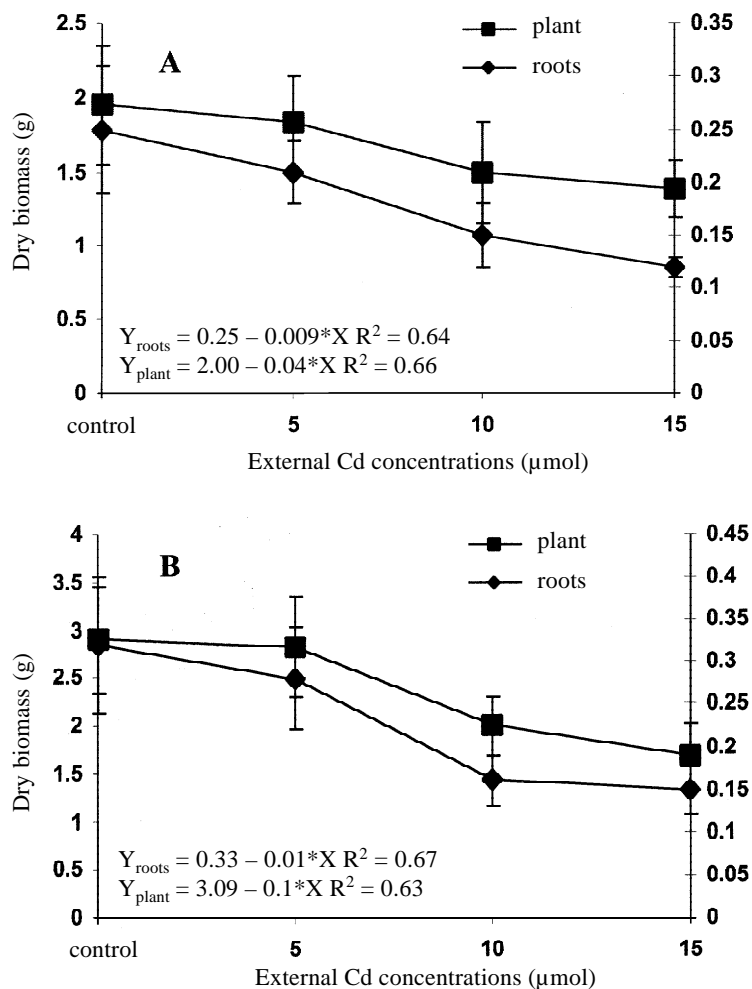 2.5
2
1.5
1
0.5
0
Dry biomass (g)
A
plant
roots
0.35
0.3
0.25
0.2
0.15
0.1
0.05
0
Y_roots = 0.25 – 0.009*X R² = 0.64
Y_plant = 2.00 – 0.04*X R² = 0.66
control 5 10 15
External Cd concentrations (µmol)
4
3.5
3
2.5
2
1.5
1
0.5
0
Dry biomass (g)
B
plant
roots
0.45
0.4
0.35
0.3
0.25
0.2
0.15
0.1
0.05
0
Y_roots = 0.33 – 0.01*X R² = 0.67
Y_plant = 3.09 – 0.1*X R² = 0.63
control 5 10 15
External Cd concentrations (µmol)